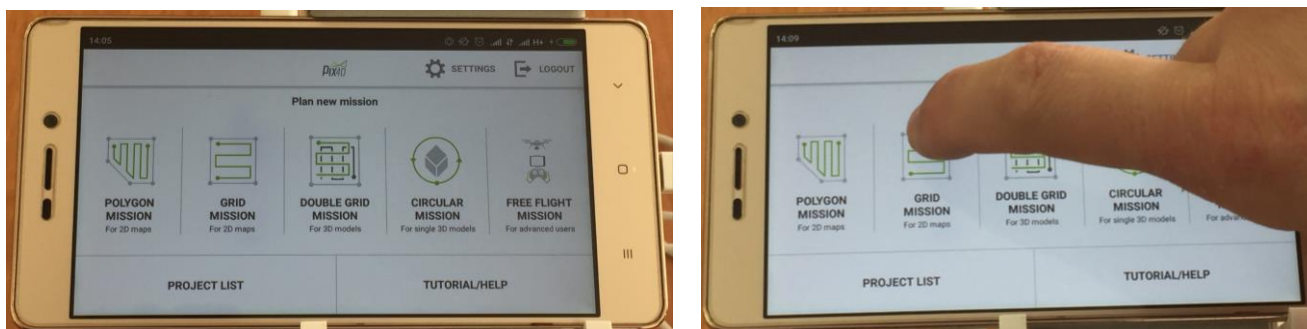 14:05
H+
Pix4D
SETTINGS
LOGOUT
Plan new mission
POLYGON
MISSION
For 2D maps
GRID
MISSION
For 2D maps
DOUBLE GRID
MISSION
For 3D models
CIRCULAR
MISSION
For single 3D models
FREE FLIGHT
MISSION
For advanced users
PROJECT LIST
TUTORIAL/HELP
14:09
POLYGON
MISSION
For 2D maps
GRID
MISSION
For 2D maps
DOUBLE GRID
MISSION
For 3D models
CIRCULAR
MISSION
For single 3D models
PROJECT LIST
TUTORIAL/HELP